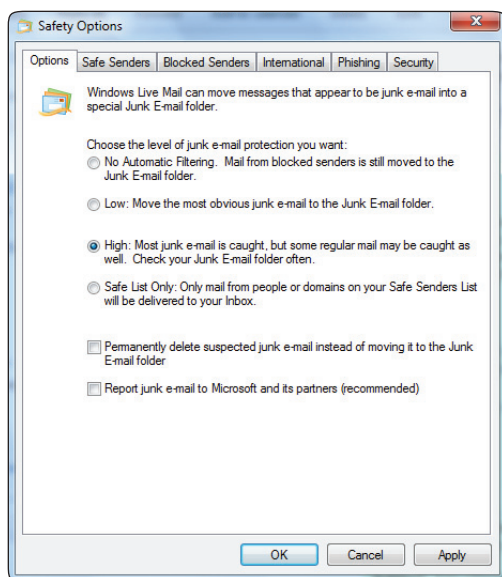 Safety Options
Options Safe Senders Blocked Senders International Phishing Security
Windows Live Mail can move messages that appear to be junk e-mail into a
special Junk E-mail folder.
Choose the level of junk e-mail protection you want:
No Automatic Filtering. Mail from blocked senders is still moved to the
Junk E-mail folder.
Low: Move the most obvious junk e-mail to the Junk E-mail folder.
High: Most junk e-mail is caught, but some regular mail may be caught as
well. Check your Junk E-mail folder often.
Safe List Only: Only mail from people or domains on your Safe Senders List
will be delivered to your Inbox.
Permanently delete suspected junk e-mail instead of moving it to the Junk
E-mail folder
Report junk e-mail to Microsoft and its partners (recommended)
OK Cancel Apply